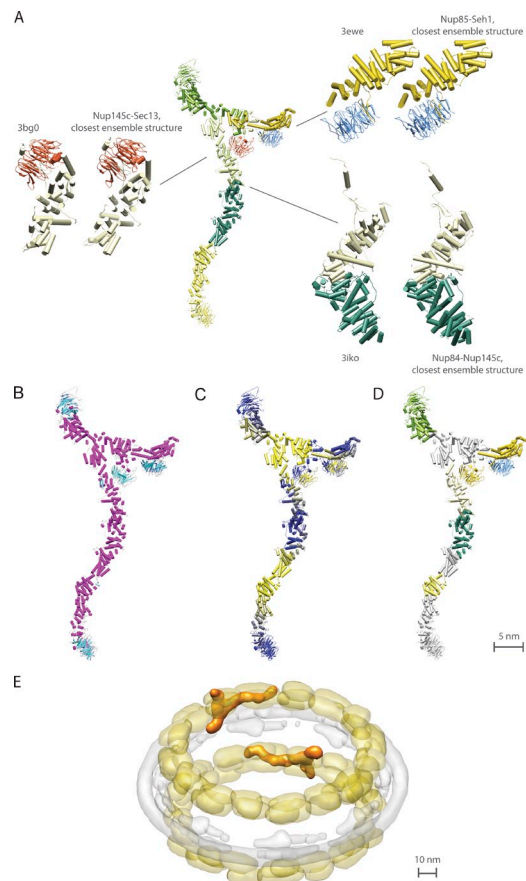 A
3ewe
Nup85-Seh1,
closest ensemble structure
3bg0
Nup145c-Sec13,
closest ensemble structure
3iko
Nup84-Nup145c,
closest ensemble structure
B
C
D
5 nm
E
10 nm